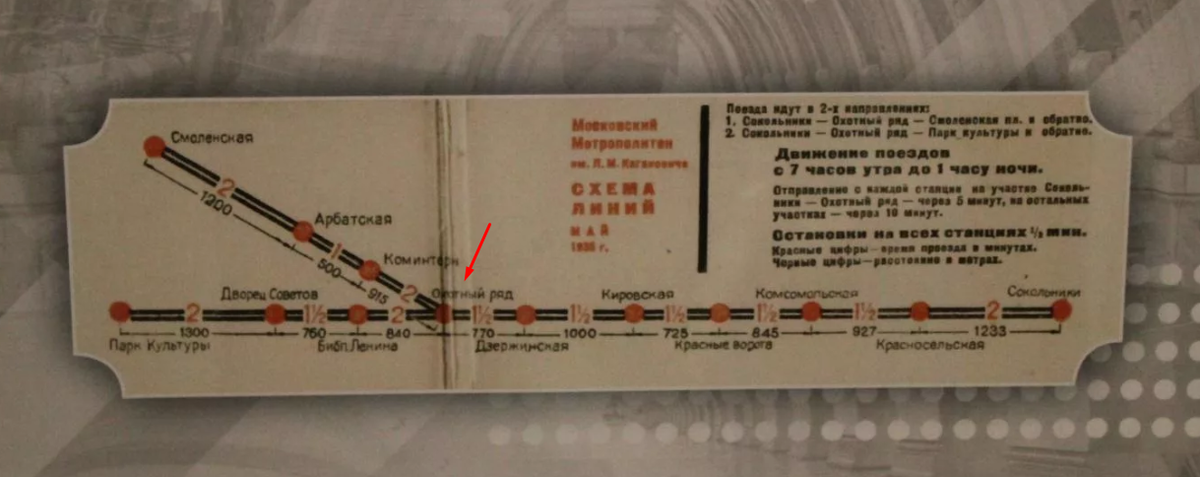 Смоленская
2
1200
Арбатская
1
500
Коминтерн
2
915
Московский
Метрополитен
им. Л. М. Кагановича
СХЕМА
ЛИНИЙ
МАЙ
1935 г.
Поезда идут в 2-х направлениях:
1. Сокольники — Охотный ряд — Смоленская пл. и обратно.
2. Сокольники — Охотный ряд — Парк культуры и обратно.
Движение поездов
с 7 часов утра до 1 часу ночи.
Отправление с каждой станции на участке Соколь-
ники — Охотный ряд — через 5 минут, на остальных
участках — через 10 минут.
Остановки на всех станциях ½ мин.
Красные цифры — время проезда в минутах.
Черные цифры — расстояние в метрах.
Дворец Советов Охотный ряд Кировская Комсомольская Сокольники
2 1½ 2 1½ 1½ 1½ 1½ 1½ 2
1300 760 840 770 1000 725 845 927 1233
Парк Культуры Библ. Ленина Дзержинская Красные ворота Красносельская